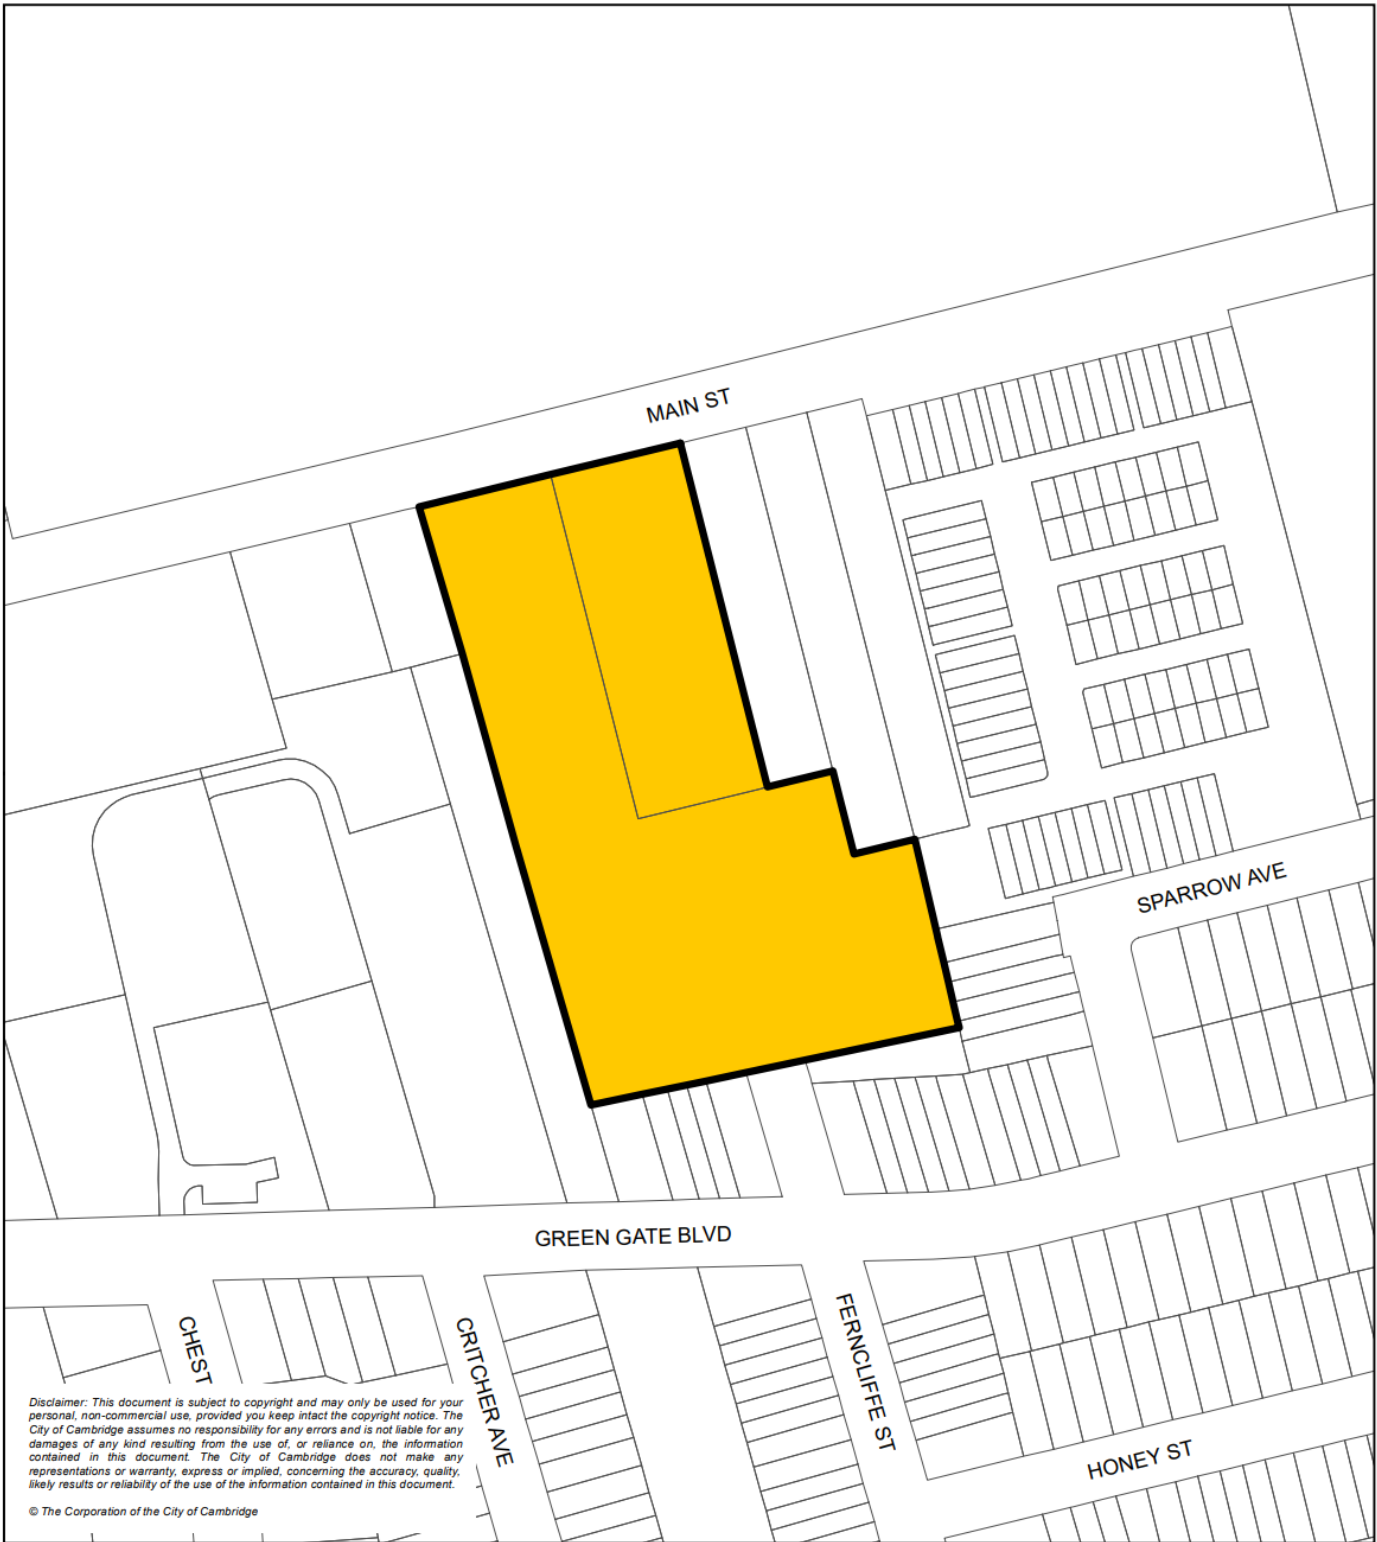 MAIN ST
SPARROW AVE
GREEN GATE BLVD
CHEST
CRITCHER AVE
FERNCLIFFE ST
HONEY ST
Disclaimer: This document is subject to copyright and may only be used for your
personal, non-commercial use, provided you keep intact the copyright notice. The
City of Cambridge assumes no responsibility for any errors and is not liable for any
damages of any kind resulting from the use of, or reliance on, the information
contained in this document. The City of Cambridge does not make any
representations or warranty, express or implied, concerning the accuracy, quality,
likely results or reliability of the use of the information contained in this document.
© The Corporation of the City of Cambridge